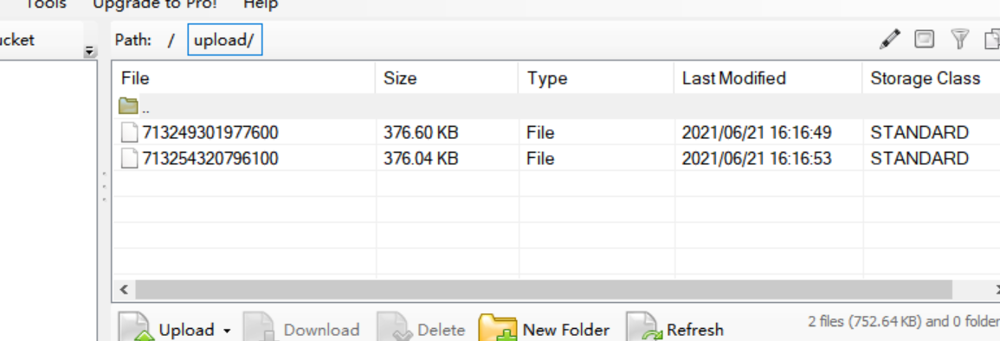 Tools Upgrade to Pro! Help
ucket Path: / upload/
File Size Type Last Modified Storage Class
..
713249301977600 376.60 KB File 2021/06/21 16:16:49 STANDARD
713254320796100 376.04 KB File 2021/06/21 16:16:53 STANDARD
Upload Download Delete New Folder Refresh 2 files (752.64 KB) and 0 folder